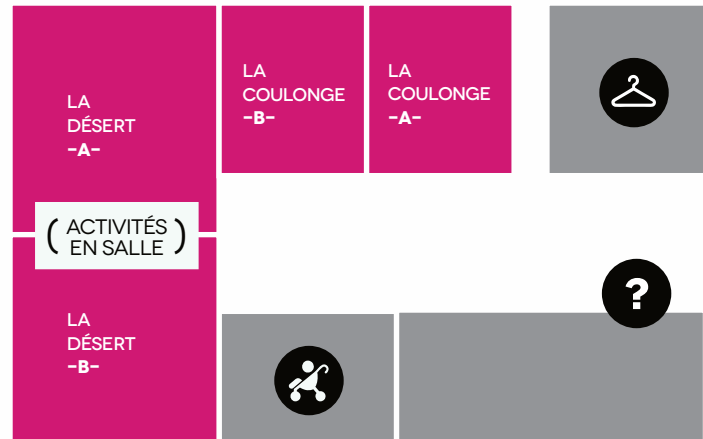 LA
DÉSERT
-A-
LA
COULONGE
-B-
LA
COULONGE
-A-
(ACTIVITÉS
EN SALLE)
LA
DÉSERT
-B-
?